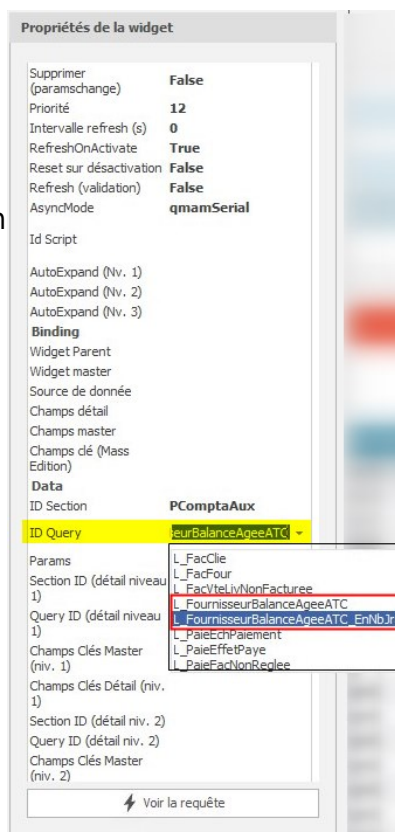 Propriétés de la widget
Supprimer (paramschange) False
Priorité 12
Intervalle refresh (s) 0
RefreshOnActivate True
Reset sur désactivation False
Refresh (validation) False
AsyncMode qmamSerial
Id Script
AutoExpand (Nv. 1)
AutoExpand (Nv. 2)
AutoExpand (Nv. 3)
Binding
Widget Parent
Widget master
Source de donnée
Champs détail
Champs master
Champs clé (Mass Edition)
Data
ID Section PComptaAux
ID Query seurBalanceAgeeATC
Params
L_FacClie
L_FacFour
L_FacVteLivNonFacturee
L_FournisseurBalanceAgeeATC
L_FournisseurBalanceAgeeATC_EnNbJr
L_PaieEchPaiement
L_PaieEffetPaye
L_PaieFacNonReglee
Section ID (détail niveau 1)
Query ID (détail niveau 1)
Champs Clés Master (niv. 1)
Champs Clés Détail (niv. 1)
Section ID (détail niv. 2)
Query ID (détail niv. 2)
Champs Clés Master (niv. 2)
Voir la requête